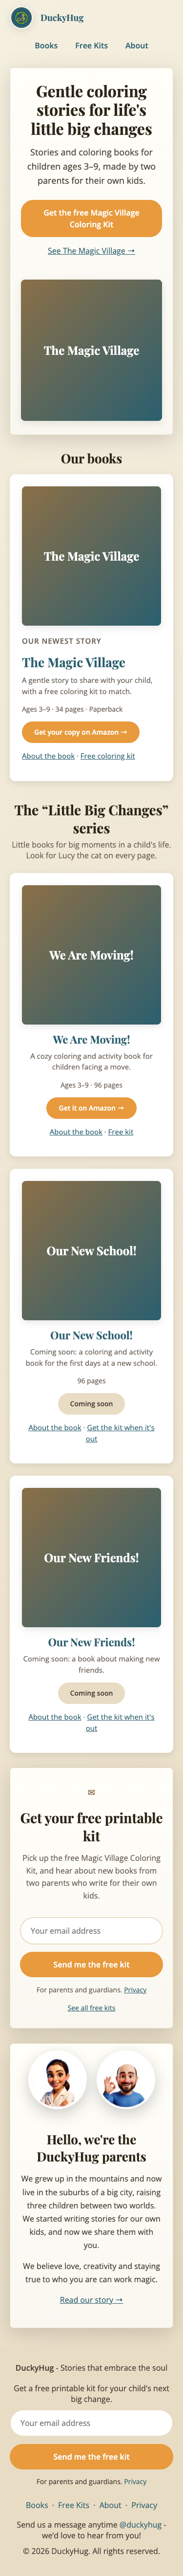 DuckyHug
Books Free Kits About
Gentle coloring
stories for life's
little big changes
Stories and coloring books for
children ages 3–9, made by two
parents for their own kids.
Get the free Magic Village
Coloring Kit
See The Magic Village →
The Magic Village
Our books
The Magic Village
OUR NEWEST STORY
The Magic Village
A gentle story to share with your child,
with a free coloring kit to match.
Ages 3–9 · 34 pages · Paperback
Get your copy on Amazon →
About the book · Free coloring kit
The “Little Big Changes”
series
Little books for big moments in a child's life.
Look for Lucy the cat on every page.
We Are Moving!
We Are Moving!
A cozy coloring and activity book for
children facing a move.
Ages 3–9 · 96 pages
Get it on Amazon →
About the book · Free kit
Our New School!
Our New School!
Coming soon: a coloring and activity
book for the first days at a new school.
96 pages
Coming soon
About the book · Get the kit when it's
out
Our New Friends!
Our New Friends!
Coming soon: a book about making new
friends.
Coming soon
About the book · Get the kit when it's
out
Get your free printable
kit
Pick up the free Magic Village Coloring
Kit, and hear about new books from
two parents who write for their own
kids.
Your email address
Send me the free kit
For parents and guardians. Privacy
See all free kits
Hello, we're the
DuckyHug parents
We grew up in the mountains and now
live in the suburbs of a big city, raising
three children between two worlds.
We started writing stories for our own
kids, and now we share them with
you.
We believe love, creativity and staying
true to who you are can work magic.
Read our story →
DuckyHug - Stories that embrace the soul
Get a free printable kit for your child's next
big change.
Your email address
Send me the free kit
For parents and guardians. Privacy
Books · Free Kits · About · Privacy
Send us a message anytime @duckyhug -
we'd love to hear from you!
© 2026 DuckyHug. All rights reserved.